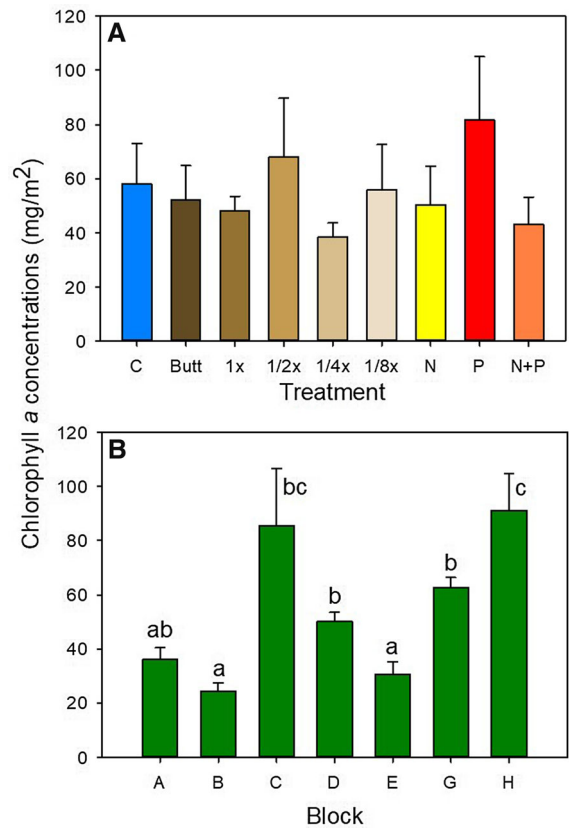 A
120
100
80
60
40
20
0
C Butt 1x 1/2x 1/4x 1/8x N P N+P
Treatment
Chlorophyll a concentrations (mg/m2)
B
120
100
80
60
40
20
0
ab a bc b a b c
A B C D E G H
Block